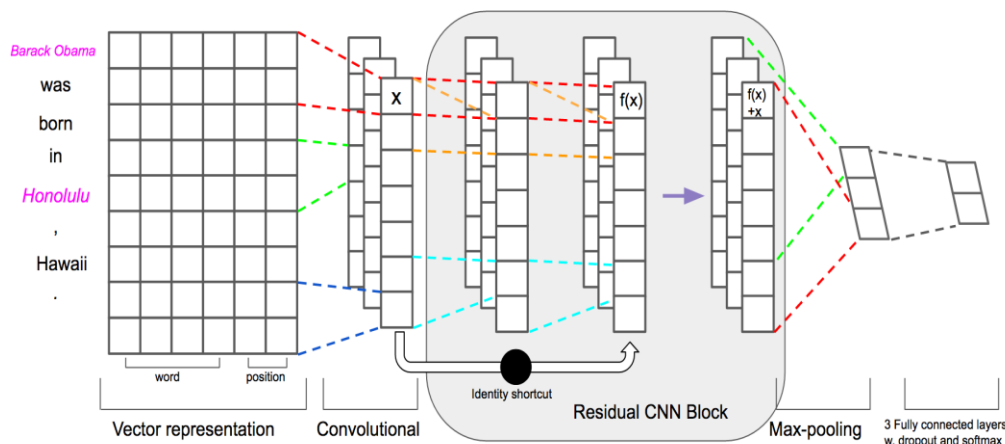 Barack Obama
was
born
in
Honolulu
,
Hawaii
.
X
f(x)
f(x)
+x
word
position
Identity shortcut
Vector representation
Convolutional
Residual CNN Block
Max-pooling
3 Fully connected layers
w. dropout and softmax